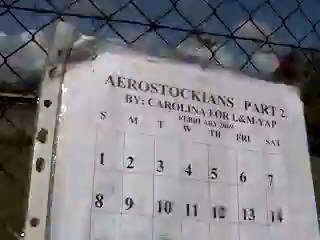 AEROSTOCKIANS PART 2
BY: CAROLINA FOR L&M-YAP
FEBRUARY
S M T W TH FRI SAT
1 2 3 4 5 6 7
8 9 10 11 12 13 14